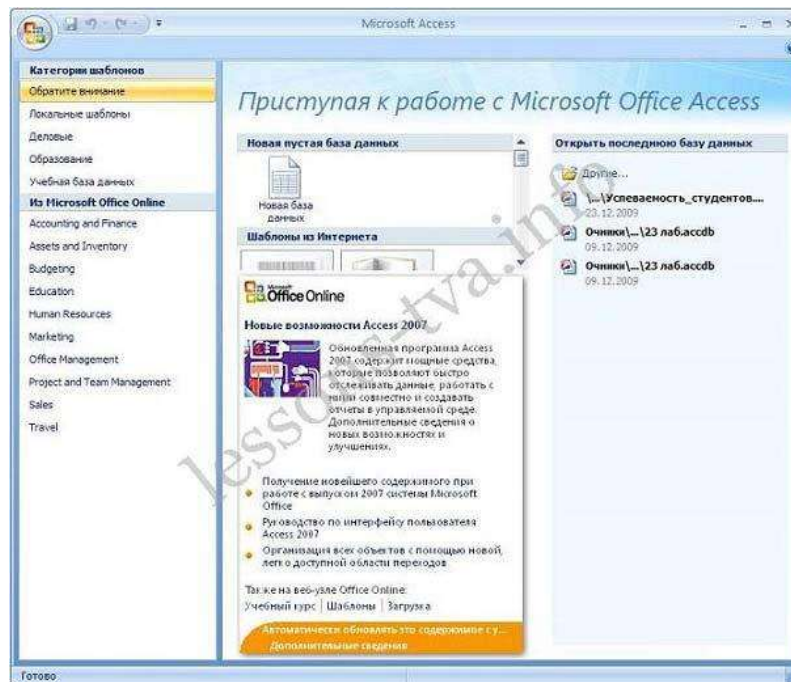 Microsoft Access
Категории шаблонов
Обратите внимание
Локальные шаблоны
Деловые
Образование
Учебная база данных
Из Microsoft Office Online
Accounting and Finance
Assets and Inventory
Budgeting
Education
Human Resources
Marketing
Office Management
Project and Team Management
Sales
Travel
Приступая к работе с Microsoft Office Access
Новая пустая база данных
Новая база
данных
Шаблоны из Интернета
Microsoft
Office Online
Новые возможности Access 2007
Обновленная программа Access
2007 содержит мощные средства,
которые позволяют быстро
отслеживать данные, работать с
ними совместно и создавать
отчеты в управляемой среде.
Дополнительные сведения о
новых возможностях и
улучшениях.
Получение новейшего содержимого при
работе с выпуском 2007 системы Microsoft
Office
Руководство по интерфейсу пользователя
Access 2007
Организация всех объектов с помощью новой,
легко доступной области переходов
Также на веб-узле Office Online:
Учебный курс | Шаблоны | Загрузка
Автоматически обновлять это содержимое с у...
Дополнительные сведения
Открыть последнюю базу данных
Другие...
\...\Успеваемость_студентов....
23.12.2009
Очники\...\23 лаб.accdb
09.12.2009
Очники\...\23 лаб.accdb
09.12.2009
Готово
lessons-tva.info